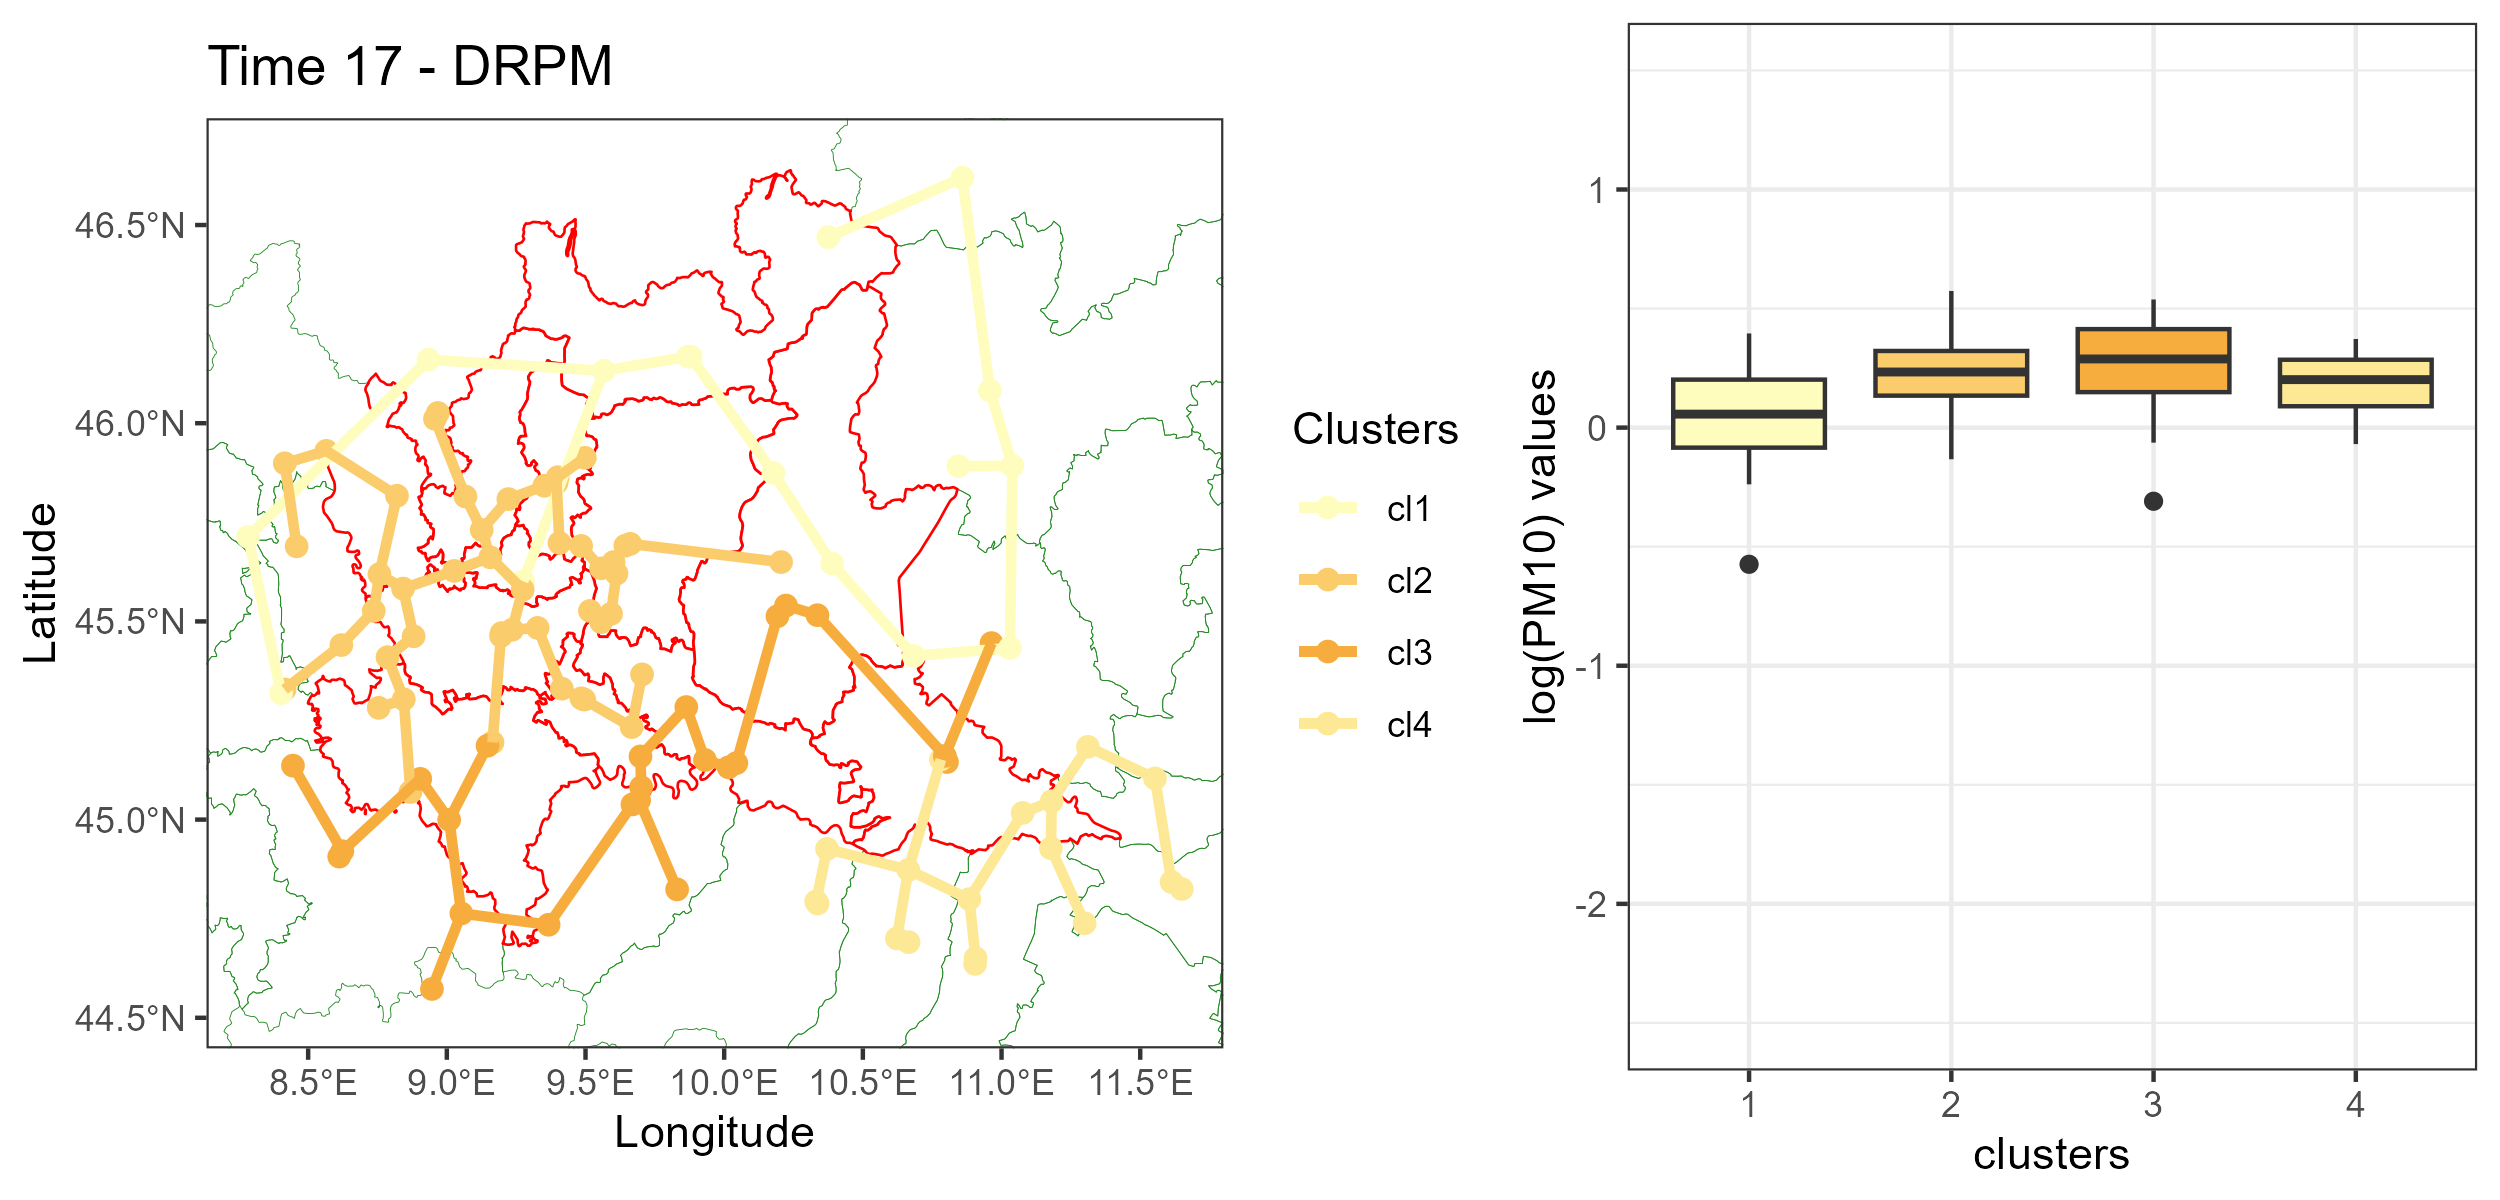 Time 17 - DRPM
Latitude
46.5°N
46.0°N
45.5°N
45.0°N
44.5°N
8.5°E 9.0°E 9.5°E 10.0°E 10.5°E 11.0°E 11.5°E
Longitude
Clusters
cl1
cl2
cl3
cl4
log(PM10) values
1
0
-1
-2
1 2 3 4
clusters